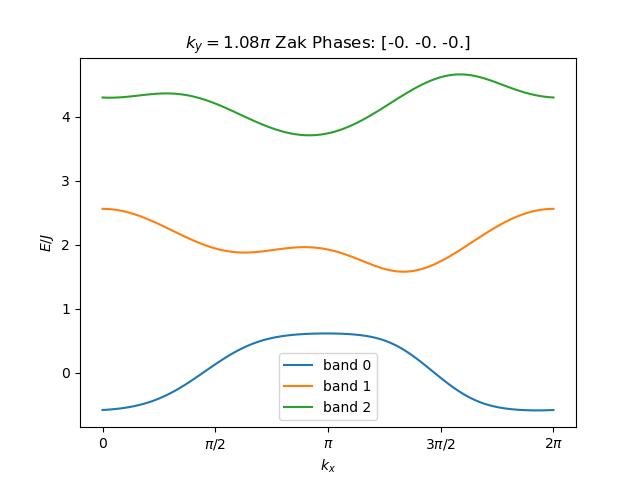 k_y = 1.08π Zak Phases: [-0. -0. -0.]
E/J
4
3
2
1
0
band 0
band 1
band 2
0
π/2
π
3π/2
2π
k_x